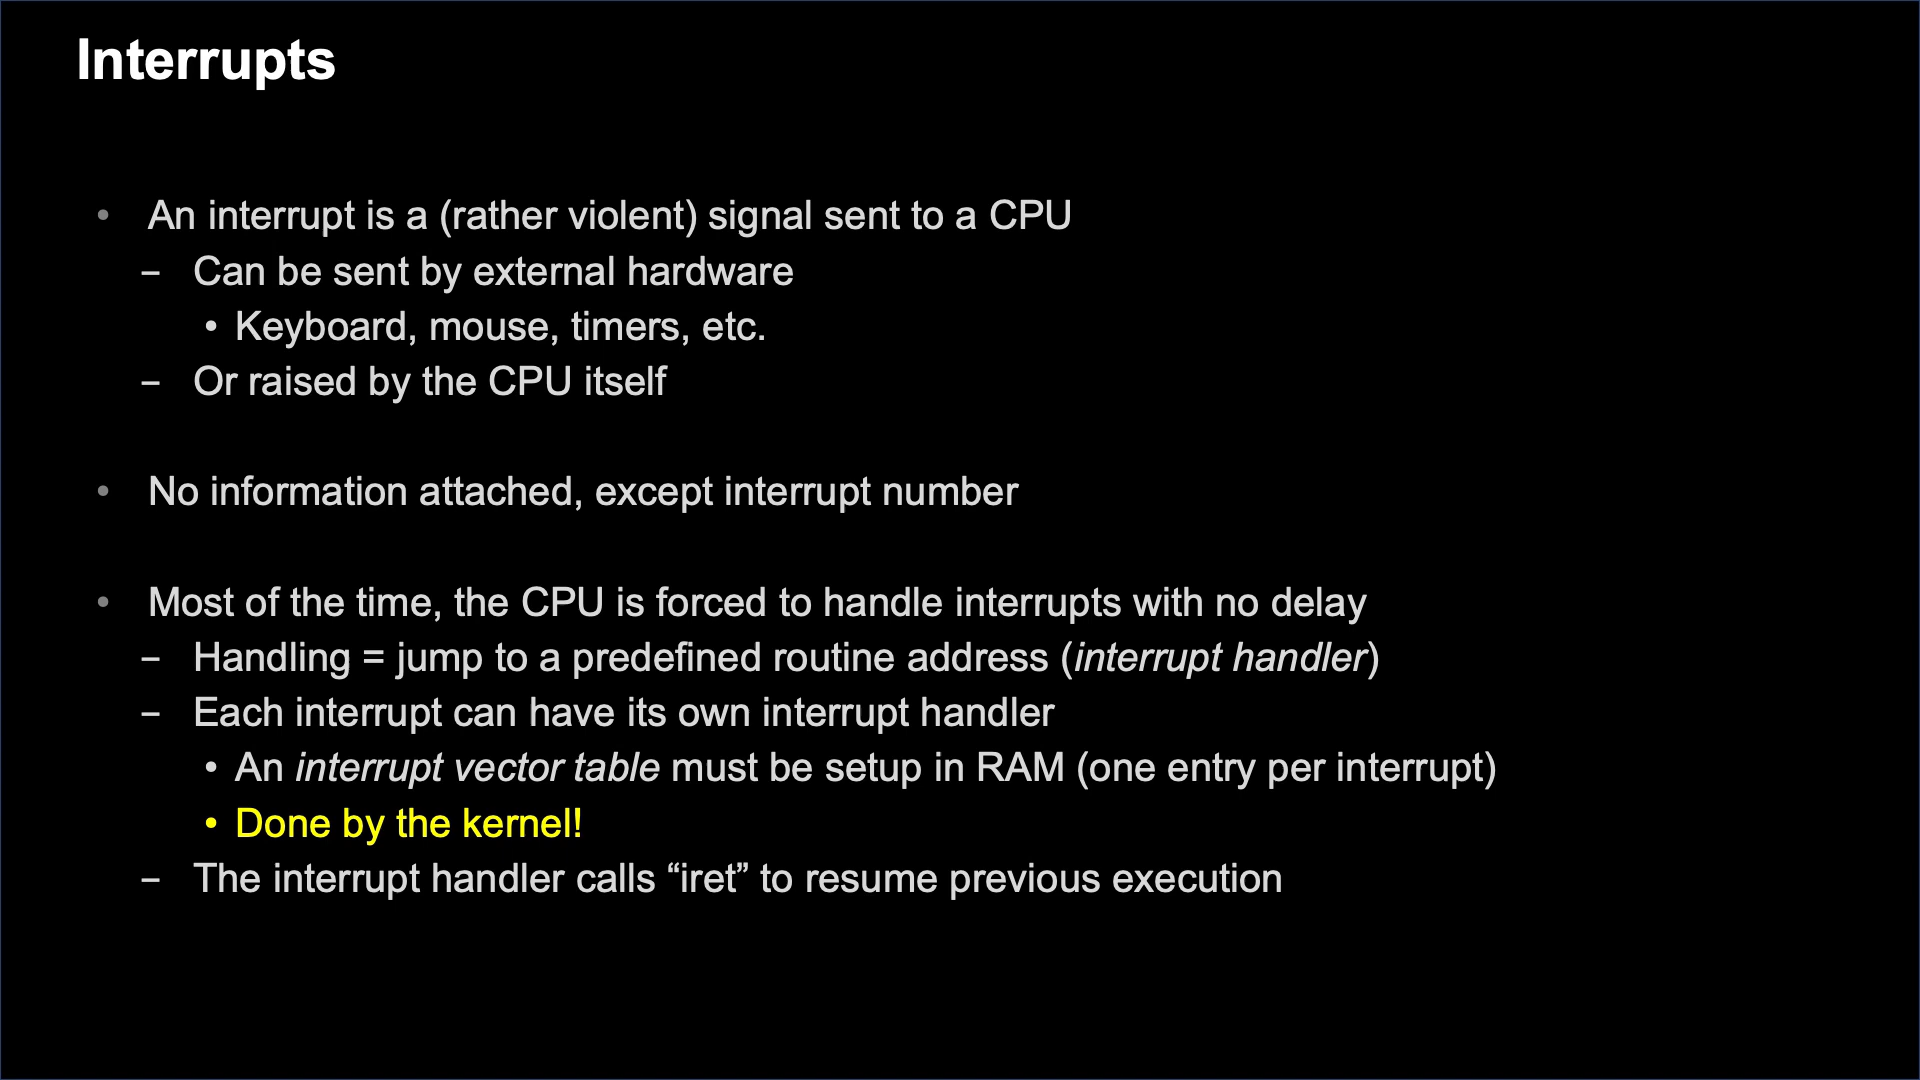 Interrupts
• An interrupt is a (rather violent) signal sent to a CPU
– Can be sent by external hardware
• Keyboard, mouse, timers, etc.
– Or raised by the CPU itself
• No information attached, except interrupt number
• Most of the time, the CPU is forced to handle interrupts with no delay
– Handling = jump to a predefined routine address (interrupt handler)
– Each interrupt can have its own interrupt handler
• An interrupt vector table must be setup in RAM (one entry per interrupt)
• Done by the kernel!
– The interrupt handler calls “iret” to resume previous execution